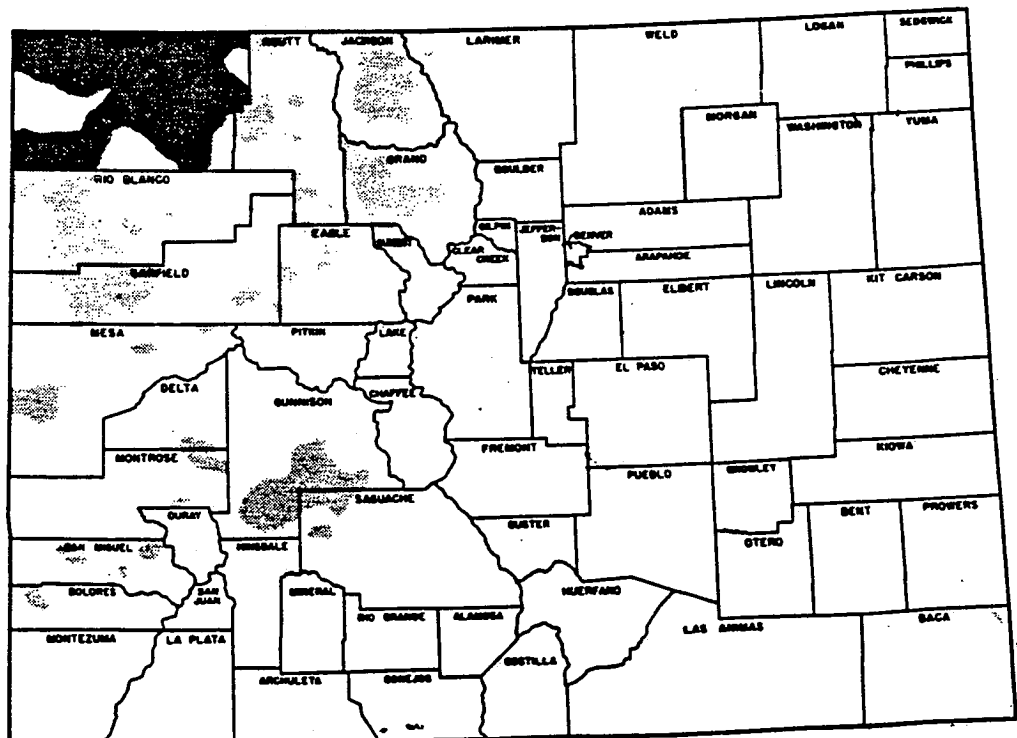 ROUTT
JACKSON
LARIMER
WELD
LOGAN
SEDGWICK
PHILLIPS
MORGAN
WASHINGTON
YUMA
GRAND
BOULDER
RIO BLANCO
ADAMS
EAGLE
SUMMIT
GILPIN
JEFFER-
SON
DENVER
CLEAR
CREEK
ARAPAHOE
GARFIELD
PARK
DOUGLAS
ELBERT
LINCOLN
KIT CARSON
MESA
PITKIN
LAKE
TELLER
EL PASO
CHEYENNE
DELTA
GUNNISON
CHAFFEE
FREMONT
KIOWA
MONTROSE
PUEBLO
CROWLEY
SAGUACHE
OURAY
CUSTER
BENT
PROWERS
SAN MIGUEL
HINSDALE
OTERO
DOLORES
SAN
JUAN
MINERAL
HUERFANO
RIO GRANDE
ALAMOSA
BACA
MONTEZUMA
LA PLATA
LAS ANIMAS
COSTILLA
ARCHULETA
CONEJOS